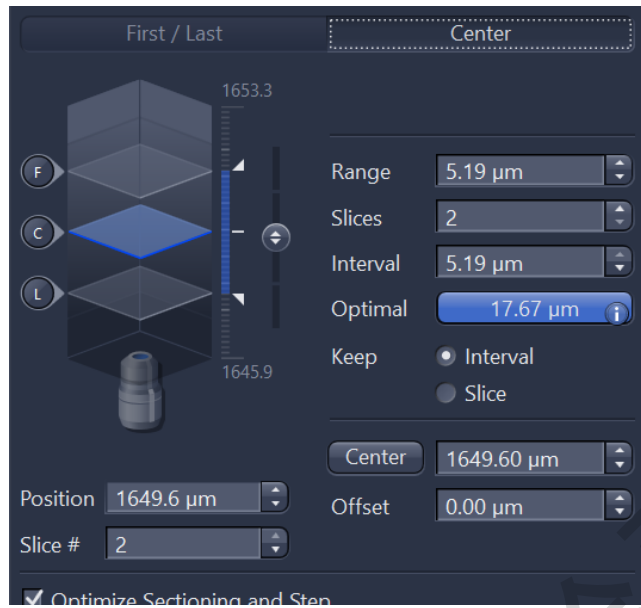 First / Last
Center
1653.3
F
C
L
1645.9
Range 5.19 µm
Slices 2
Interval 5.19 µm
Optimal 17.67 µm i
Keep Interval
Slice
Center 1649.60 µm
Offset 0.00 µm
Position 1649.6 µm
Slice # 2
Optimize Sectioning and Step